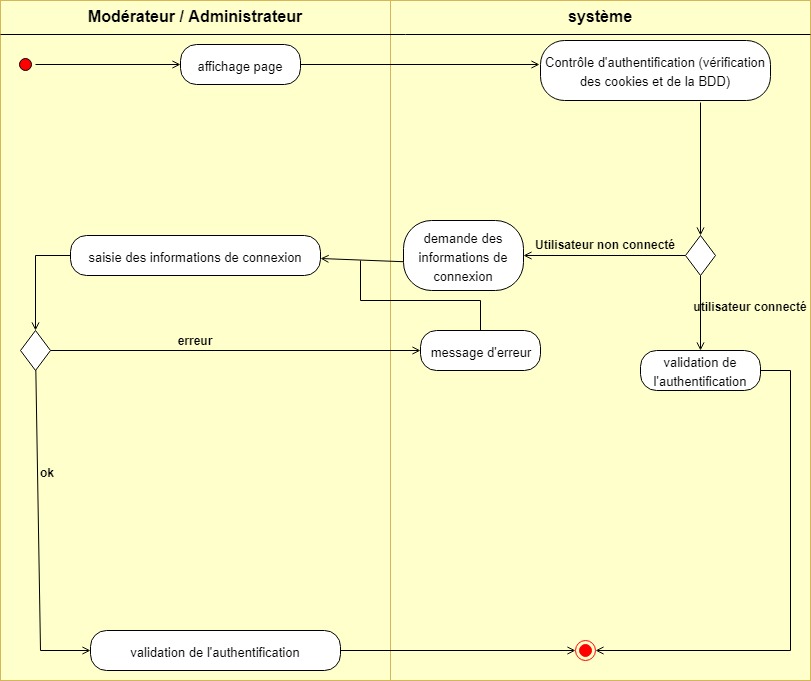 Modérateur / Administrateur
système
affichage page
Contrôle d'authentification (vérification
des cookies et de la BDD)
saisie des informations de connexion
demande des
informations de
connexion
Utilisateur non connecté
utilisateur connecté
erreur
message d'erreur
validation de
l'authentification
ok
validation de l'authentification